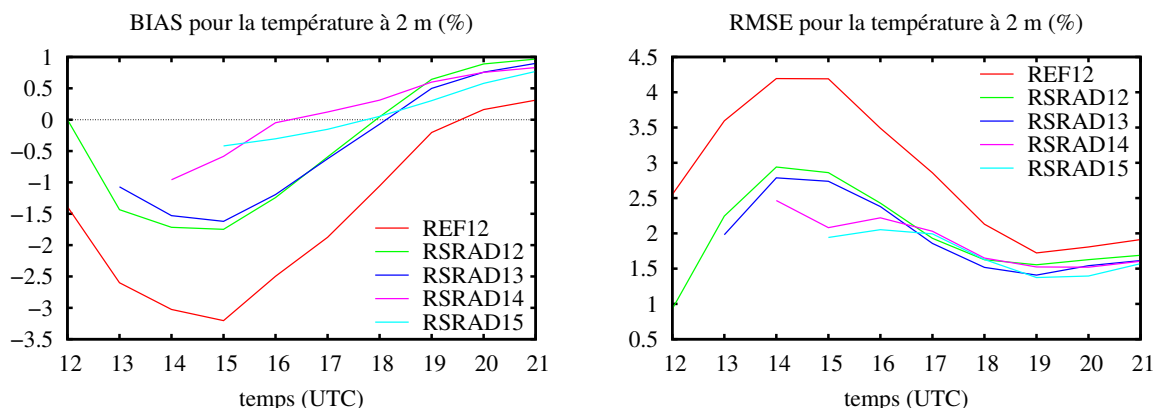 BIAS pour la température à 2 m (%)
1
0.5
0
−0.5
−1
−1.5
−2
−2.5
−3
−3.5
12 13 14 15 16 17 18 19 20 21
temps (UTC)
REF12
RSRAD12
RSRAD13
RSRAD14
RSRAD15
RMSE pour la température à 2 m (%)
4.5
4
3.5
3
2.5
2
1.5
1
0.5
12 13 14 15 16 17 18 19 20 21
temps (UTC)
REF12
RSRAD12
RSRAD13
RSRAD14
RSRAD15